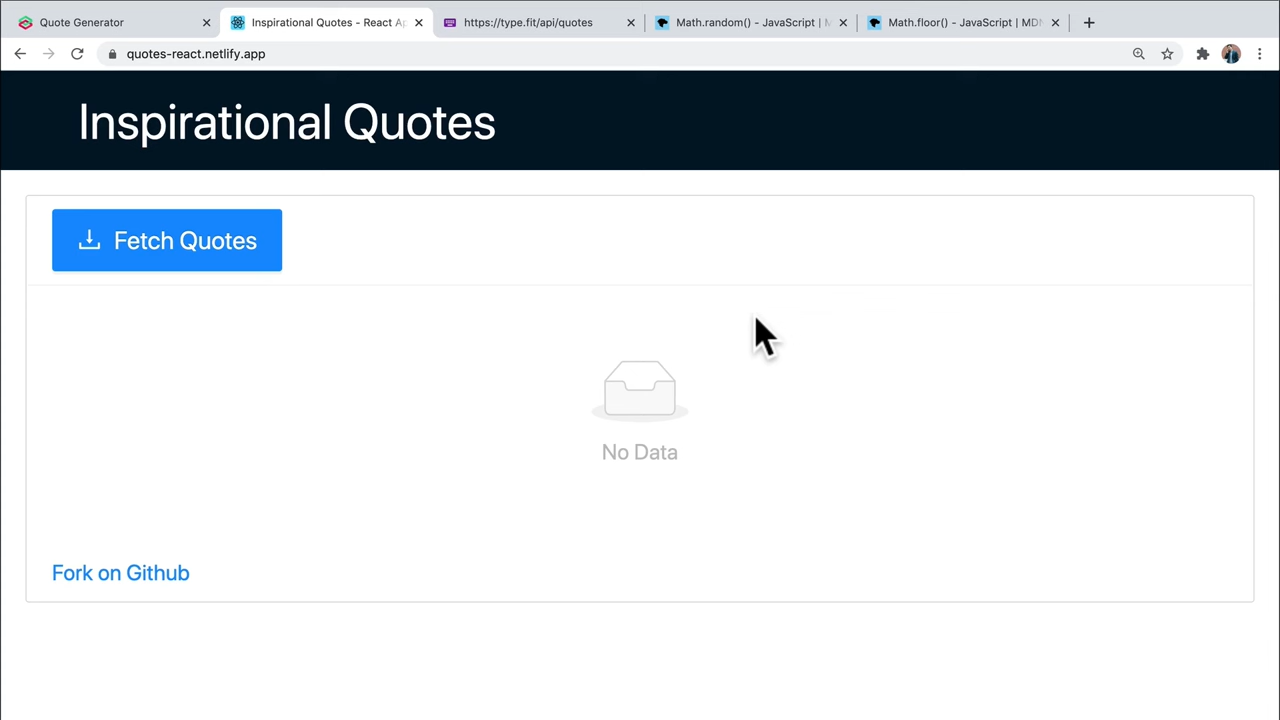 Quote Generator
Inspirational Quotes - React Ap
https://type.fit/api/quotes
Math.random() - JavaScript | M
Math.floor() - JavaScript | MDN
quotes-react.netlify.app
Inspirational Quotes
Fetch Quotes
No Data
Fork on Github